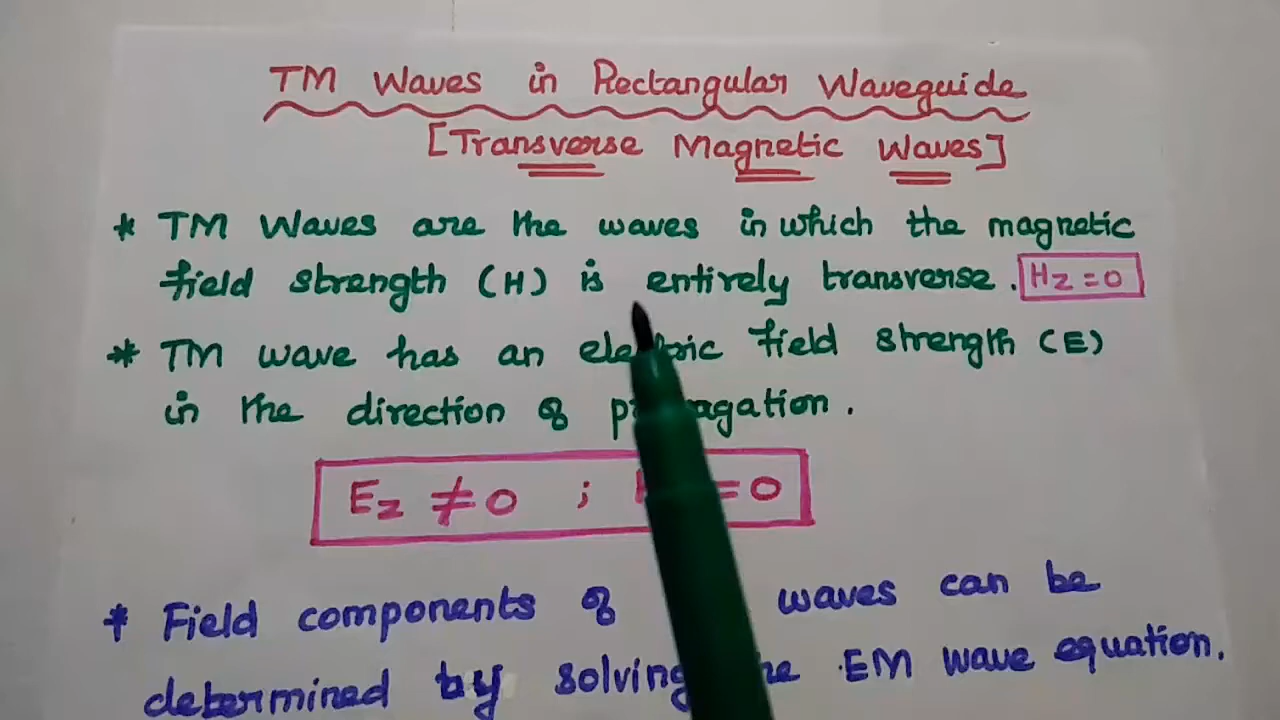 TM Waves in Rectangular Waveguide
[Transverse Magnetic Waves]
* TM Waves are the waves in which the magnetic
field strength (H) is entirely transverse. Hz=0
* TM wave has an electric field strength (E)
in the direction of propagation.
Ez ≠ 0 ; =0
* Field components of waves can be
determined by solving EM wave equation.